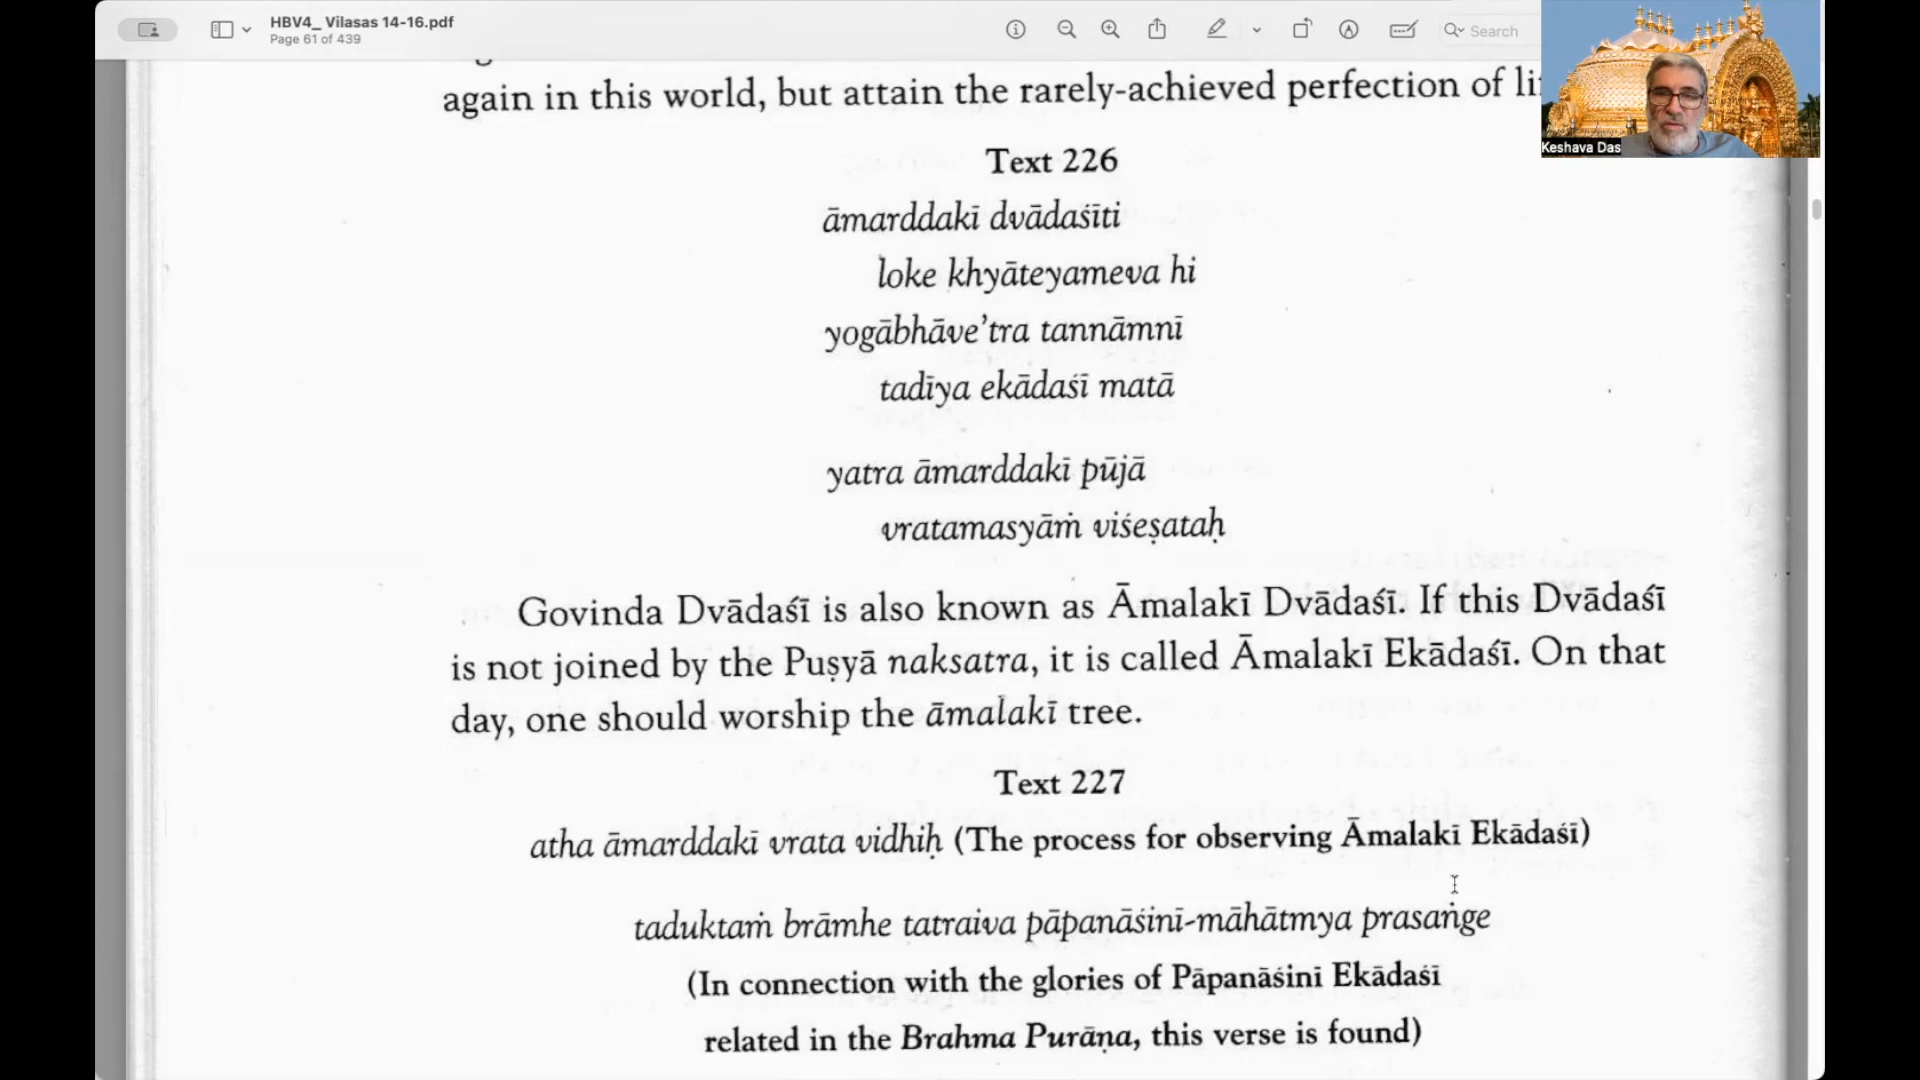 HBV4_ Vilasas 14-16.pdf
Page 61 of 439
Search
Keshava Das
again in this world, but attain the rarely-achieved perfection of
Text 226
āmarddakī dvādaśīti
loke khyāteyameva hi
yogābhāve’tra tannāmnī
tadīya ekādaśī matā
yatra āmarddakī pūjā
vratamasyāṁ viśeṣataḥ
Govinda Dvādaśī is also known as Āmalakī Dvādaśī. If this Dvādaśī
is not joined by the Puṣyā naksatra, it is called Āmalakī Ekādaśī. On that
day, one should worship the āmalakī tree.
Text 227
atha āmarddakī vrata vidhiḥ (The process for observing Āmalakī Ekādaśī)
taduktaṁ brāmhe tatraiva pāpanāśinī-māhātmya prasaṅge
(In connection with the glories of Pāpanāśinī Ekādaśī
related in the Brahma Purāṇa, this verse is found)